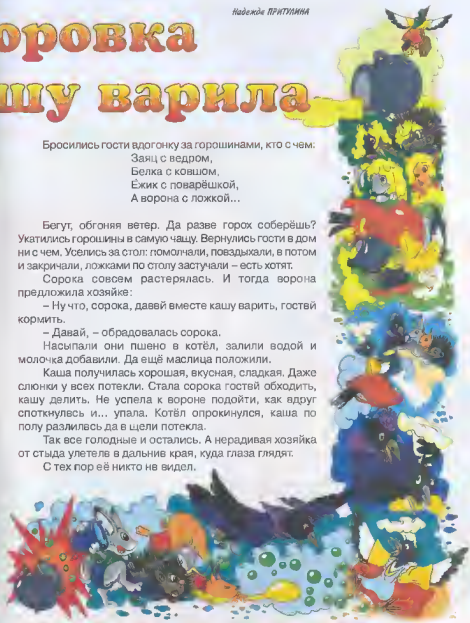 Надежда ПРИТУЛИНА
оровка
шу варила
Бросились гости вдогонку за горошинами, кто с чем:
Заяц с ведром,
Белка с ковшом,
Ёжик с поварёшкой,
А ворона с ложкой...
Бегут, обгоняя ветер. Да разве горох соберёшь?
Укатились горошины в самую чащу. Вернулись гости в дом
ни с чем. Уселись за стол: помолчали, повздыхали, в потом
и закричали, ложками по столу застучали – есть хотят.
Сорока совсем растерялась. И тогда ворона
предложила хозяйке:
– Ну что, сорока, давай вместе кашу варить, гостей
кормить.
– Давай, – обрадовалась сорока.
Насыпали они пшено в котёл, залили водой и
молочка добавили. Да ещё маслица положили.
Каша получилась хорошая, вкусная, сладкая. Даже
слюнки у всех потекли. Стала сорока гостей обходить,
кашу делить. Не успела к вороне подойти, как вдруг
споткнулась и... упала. Котёл опрокинулся, каша по
полу разлилась да в щели потекла.
Так все голодные и остались. А нерадивая хозяйка
от стыда улетела в дальние края, куда глаза глядят.
С тех пор её никто не видел.